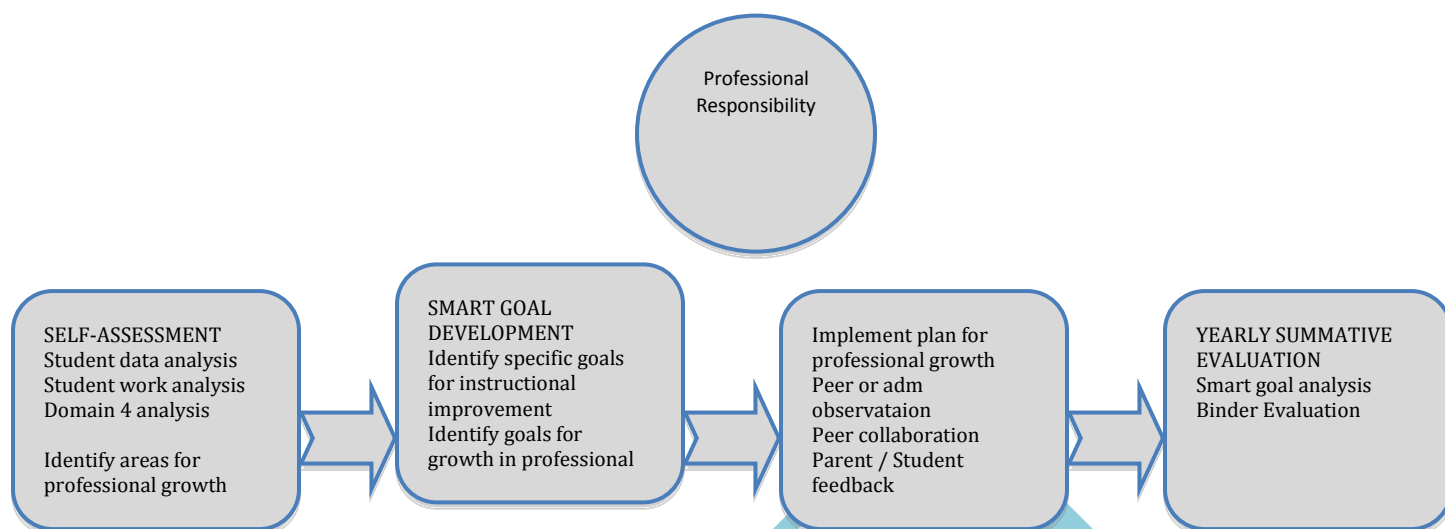 Professional
Responsibility
SELF-ASSESSMENT
Student data analysis
Student work analysis
Domain 4 analysis
Identify areas for
professional growth
SMART GOAL
DEVELOPMENT
Identify specific goals
for instructional
improvement
Identify goals for
growth in professional
Implement plan for
professional growth
Peer or adm
observataion
Peer collaboration
Parent / Student
feedback
YEARLY SUMMATIVE
EVALUATION
Smart goal analysis
Binder Evaluation